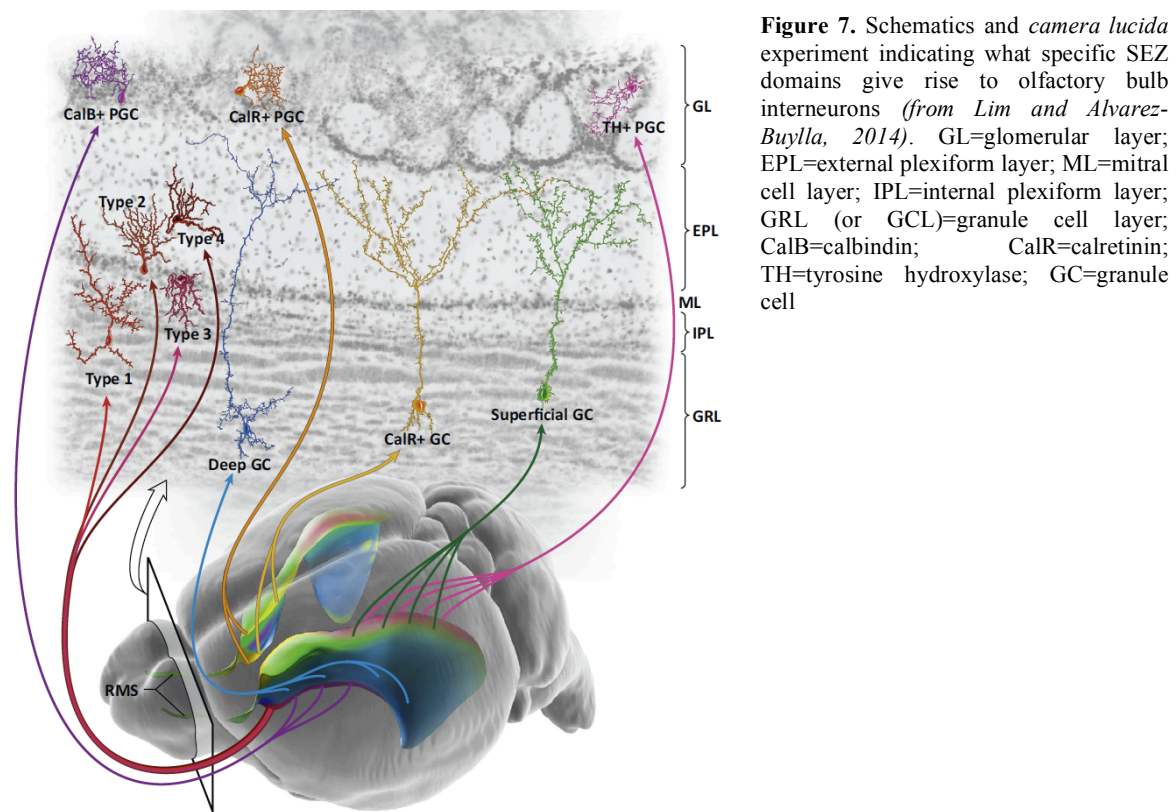 Figure 7. Schematics and camera lucida
experiment indicating what specific SEZ
domains give rise to olfactory bulb
interneurons (from Lim and Alvarez-
Buylla, 2014). GL=glomerular layer;
EPL=external plexiform layer; ML=mitral
cell layer; IPL=internal plexiform layer;
GRL (or GCL)=granule cell layer;
CalB=calbindin; CalR=calretinin;
TH=tyrosine hydroxylase; GC=granule
cell
CalB+ PGC
CalR+ PGC
TH+ PGC
GL
Type 2
Type 4
EPL
ML
Type 3
IPL
Type 1
Superficial GC
GRL
CalR+ GC
Deep GC
RMS